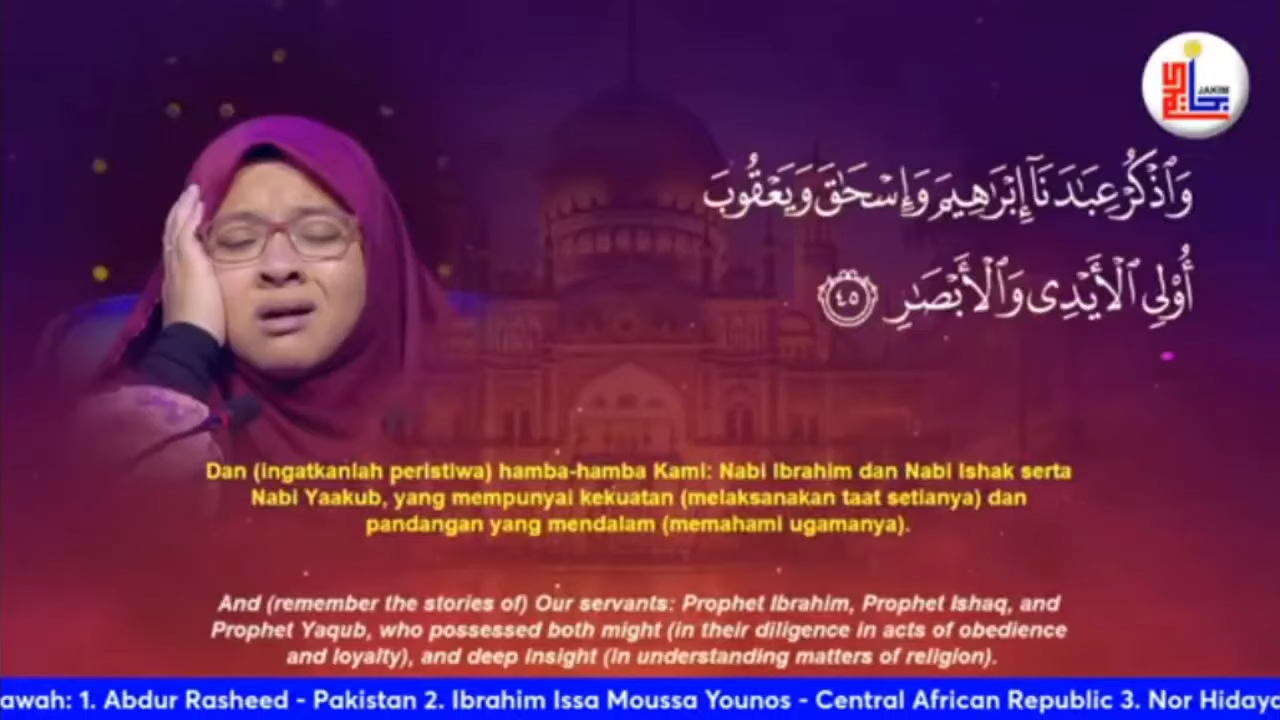 JAKIM
وَٱذْكُرْ عِبَٰدَنَآ إِبْرَٰهِيمَ وَإِسْحَٰقَ وَيَعْقُوبَ
أُو۟لِى ٱلْأَيْدِى وَٱلْأَبْصَٰرِ ٤٥
Dan (ingatkanlah peristiwa) hamba-hamba Kami: Nabi Ibrahim dan Nabi Ishak serta
Nabi Yaakub, yang mempunyai kekuatan (melaksanakan taat setianya) dan
pandangan yang mendalam (memahami ugamanya).
And (remember the stories of) Our servants: Prophet Ibrahim, Prophet Ishaq, and
Prophet Yaqub, who possessed both might (in their diligence in acts of obedience
and loyalty), and deep insight (in understanding matters of religion).
awah: 1. Abdur Rasheed - Pakistan 2. Ibrahim Issa Moussa Younos - Central African Republic 3. Nor Hidaya